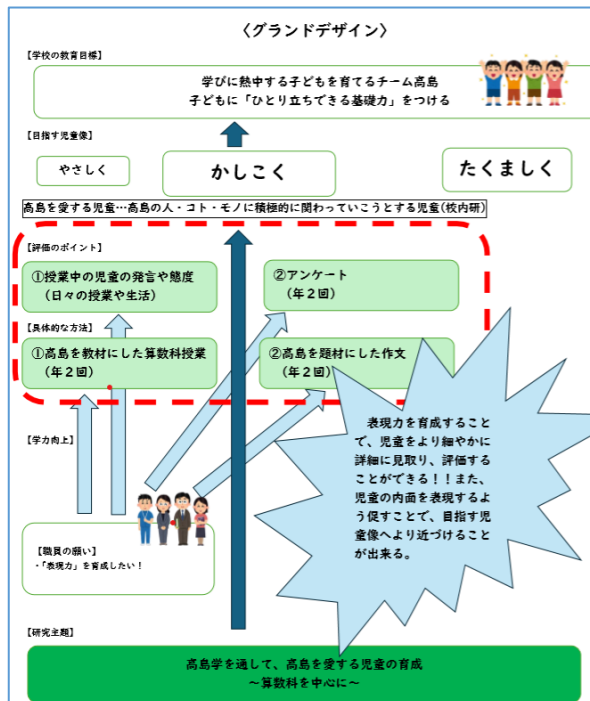 〈グランドデザイン〉
【学校の教育目標】
学びに熱中する子どもを育てるチーム高島
子どもに「ひとり立ちできる基礎力」をつける
【目指す児童像】
やさしく
かしこく
たくましく
高島を愛する児童…高島の人・コト・モノに積極的に関わっていこうとする児童(校内研)
【評価のポイント】
①授業中の児童の発言や態度
（日々の授業や生活）
②アンケート
（年２回）
【具体的な方法】
①高島を教材にした算数科授業
（年２回）
②高島を題材にした作文
（年２回）
表現力を育成すること
で、児童をより細やかに
詳細に見取り、評価する
ことができる！！また、
児童の内面を表現するよ
う促すことで、目指す児
童像へより近づけること
が出来る。
【学力向上】
【職員の願い】
・「表現力」を育成したい！
【研究主題】
高島学を通して、高島を愛する児童の育成
～算数科を中心に～